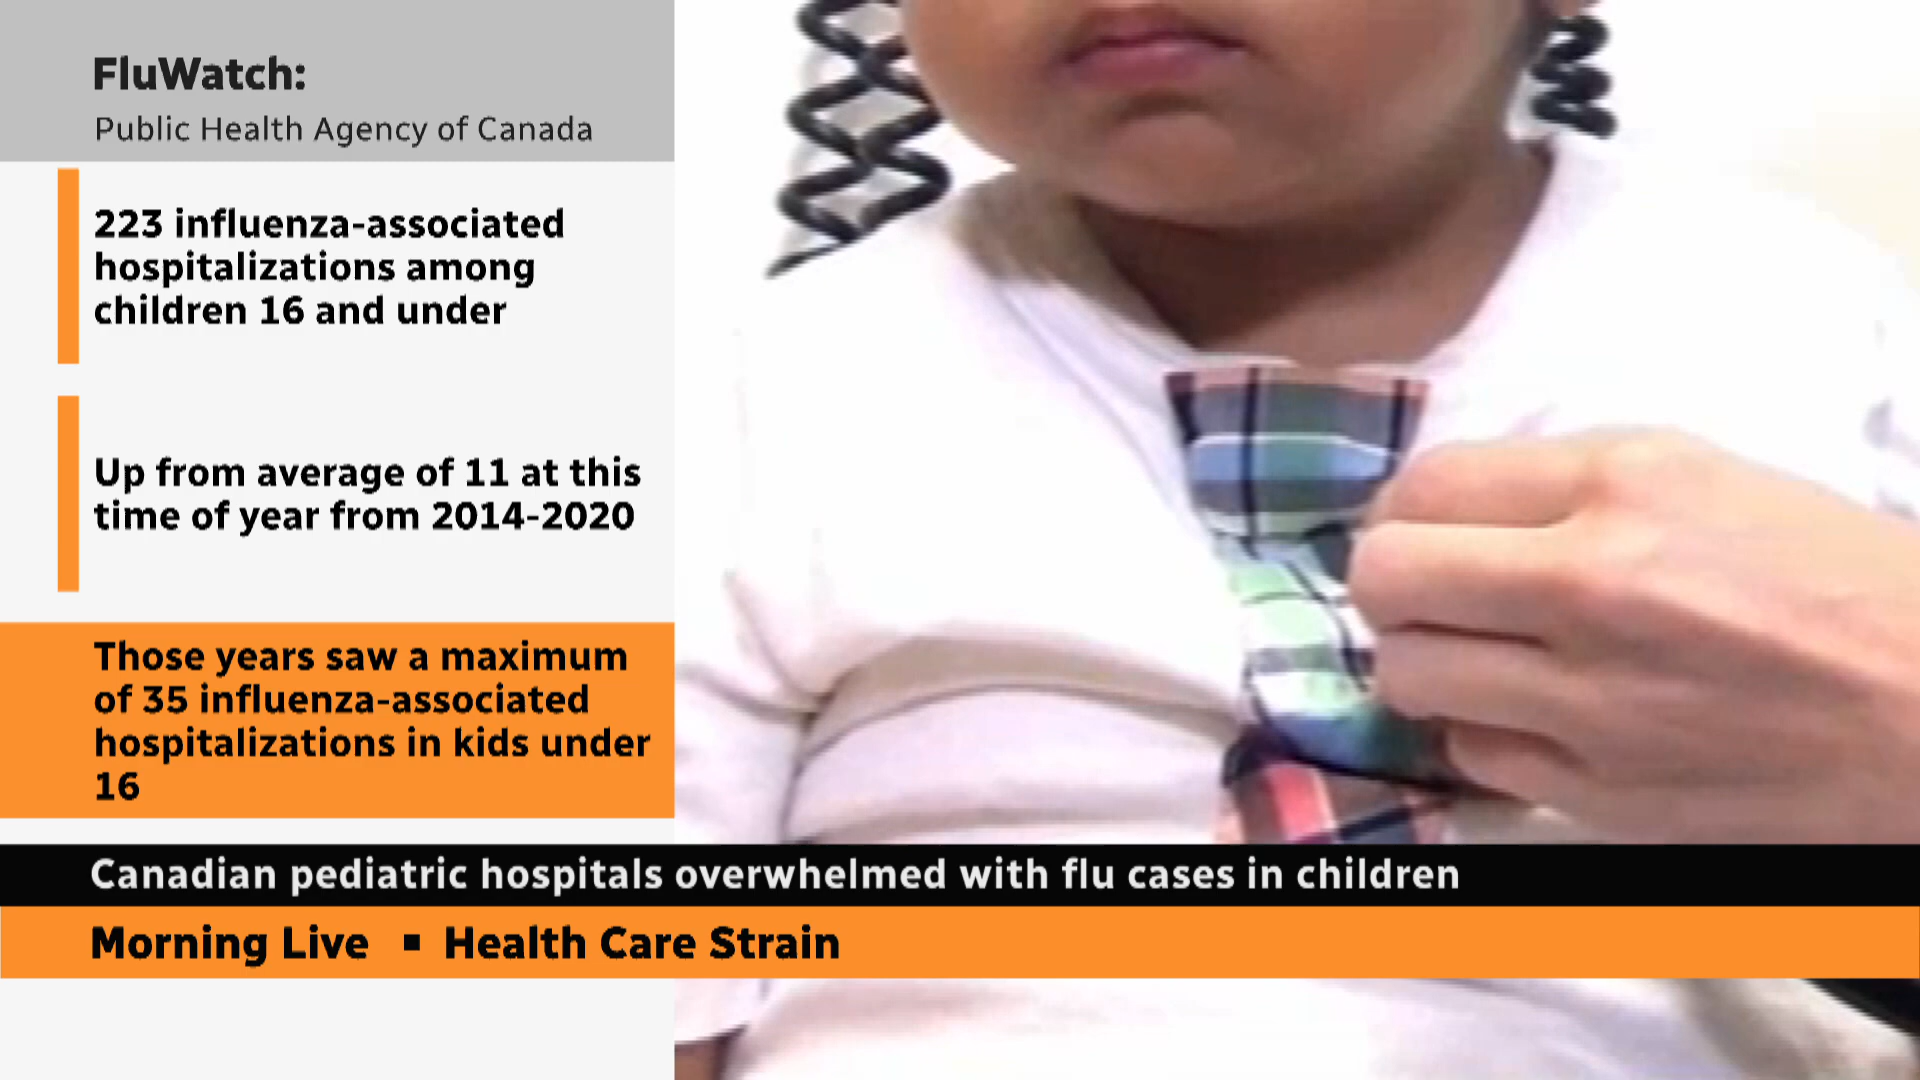 FluWatch:
Public Health Agency of Canada
223 influenza-associated
hospitalizations among
children 16 and under
Up from average of 11 at this
time of year from 2014-2020
Those years saw a maximum
of 35 influenza-associated
hospitalizations in kids under
16
Canadian pediatric hospitals overwhelmed with flu cases in children
Morning Live ▪ Health Care Strain